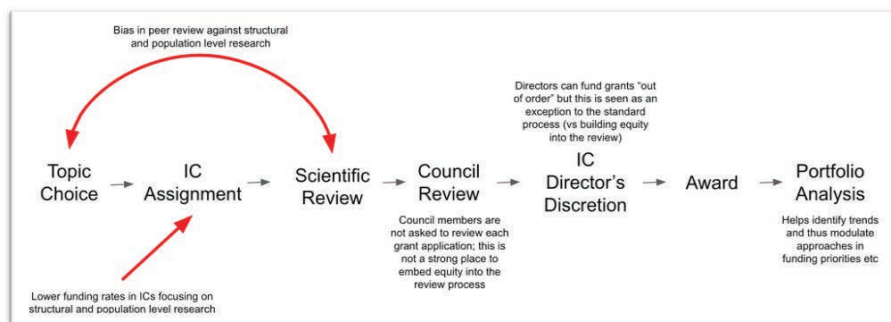 Bias in peer review against structural
and population level research
Directors can fund grants "out
of order" but this is seen as an
exception to the standard
process (vs building equity
into the review)
Topic
Choice
IC
Assignment
Scientific
Review
Council
Review
IC
Director's
Discretion
Award
Portfolio
Analysis
Council members are
not asked to review each
grant application; this is
not a strong place to
embed equity into the
review process
Helps identify trends
and thus modulate
approaches in
funding priorities etc
Lower funding rates in ICs focusing on
structural and population level research